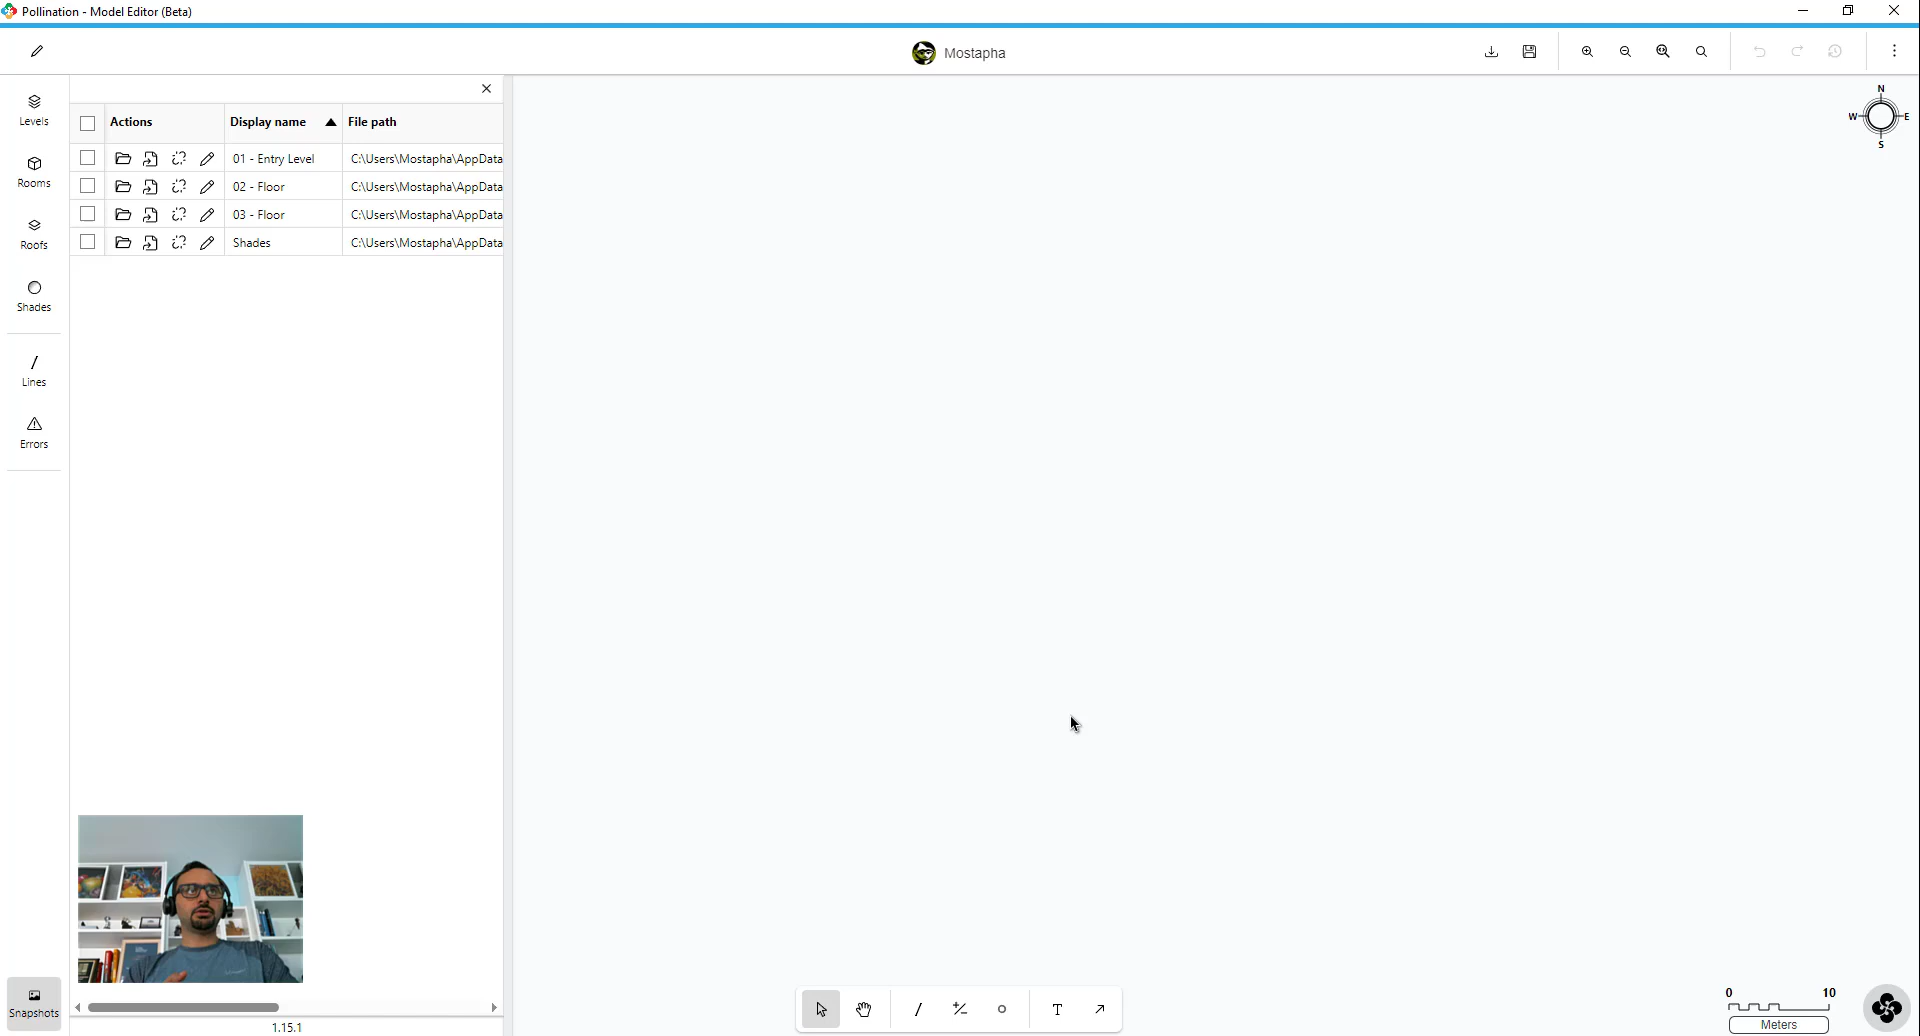 Pollination - Model Editor (Beta)
Mostapha
Levels
Rooms
Roofs
Shades
Lines
Errors
Snapshots
Actions Display name File path
01 - Entry Level C:\Users\Mostapha\AppData
02 - Floor C:\Users\Mostapha\AppData
03 - Floor C:\Users\Mostapha\AppData
Shades C:\Users\Mostapha\AppData
1.15.1
N
W E
S
T
0 10
Meters